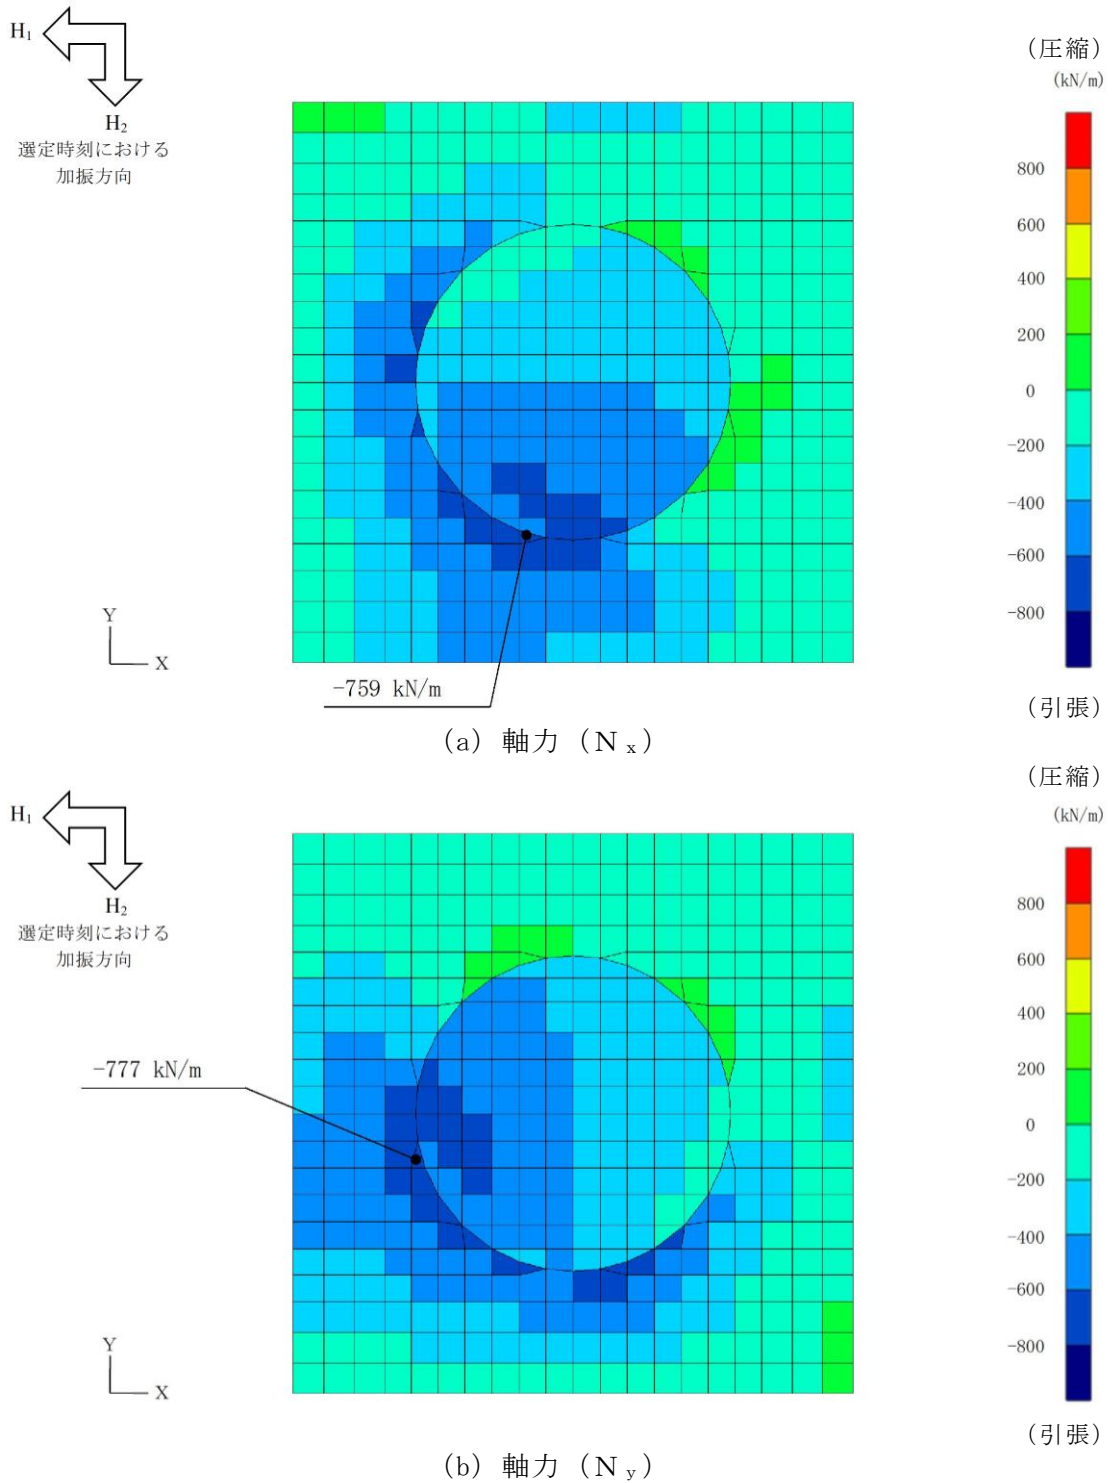 H₁
H₂
選定時刻における
加振方向
(圧縮)
(kN/m)
800
600
400
200
0
-200
-400
-600
-800
(引張)
Y
X
-759 kN/m
(a) 軸力（Nₓ）
(圧縮)
(kN/m)
H₁
H₂
選定時刻における
加振方向
800
600
400
200
0
-200
-400
-600
-800
(引張)
-777 kN/m
Y
X
(b) 軸力（N y）